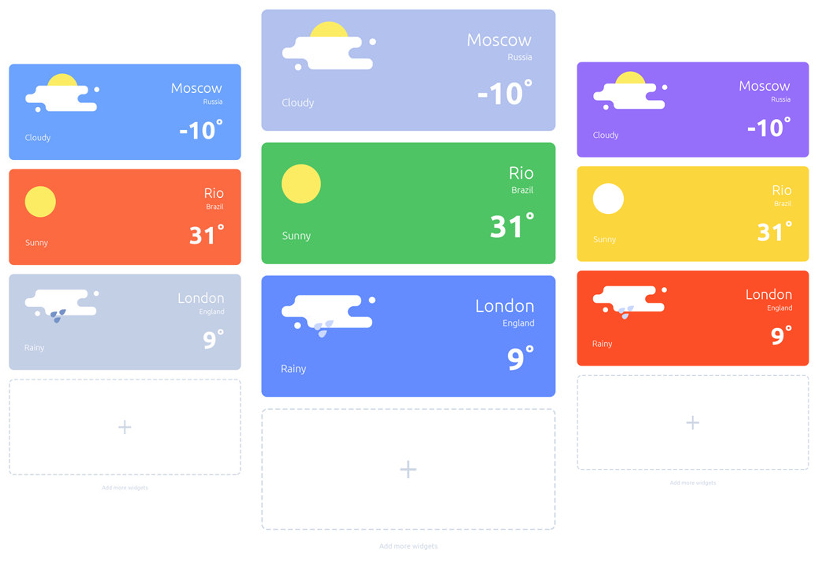 Moscow
Russia
-10°
Cloudy
Rio
Brazil
31°
Sunny
London
England
9°
Rainy
+
Add more widgets
Moscow
Russia
-10°
Cloudy
Rio
Brazil
31°
Sunny
London
England
9°
Rainy
+
Add more widgets
Moscow
Russia
-10°
Cloudy
Rio
Brazil
31°
Sunny
London
England
9°
Rainy
+
Add more widgets